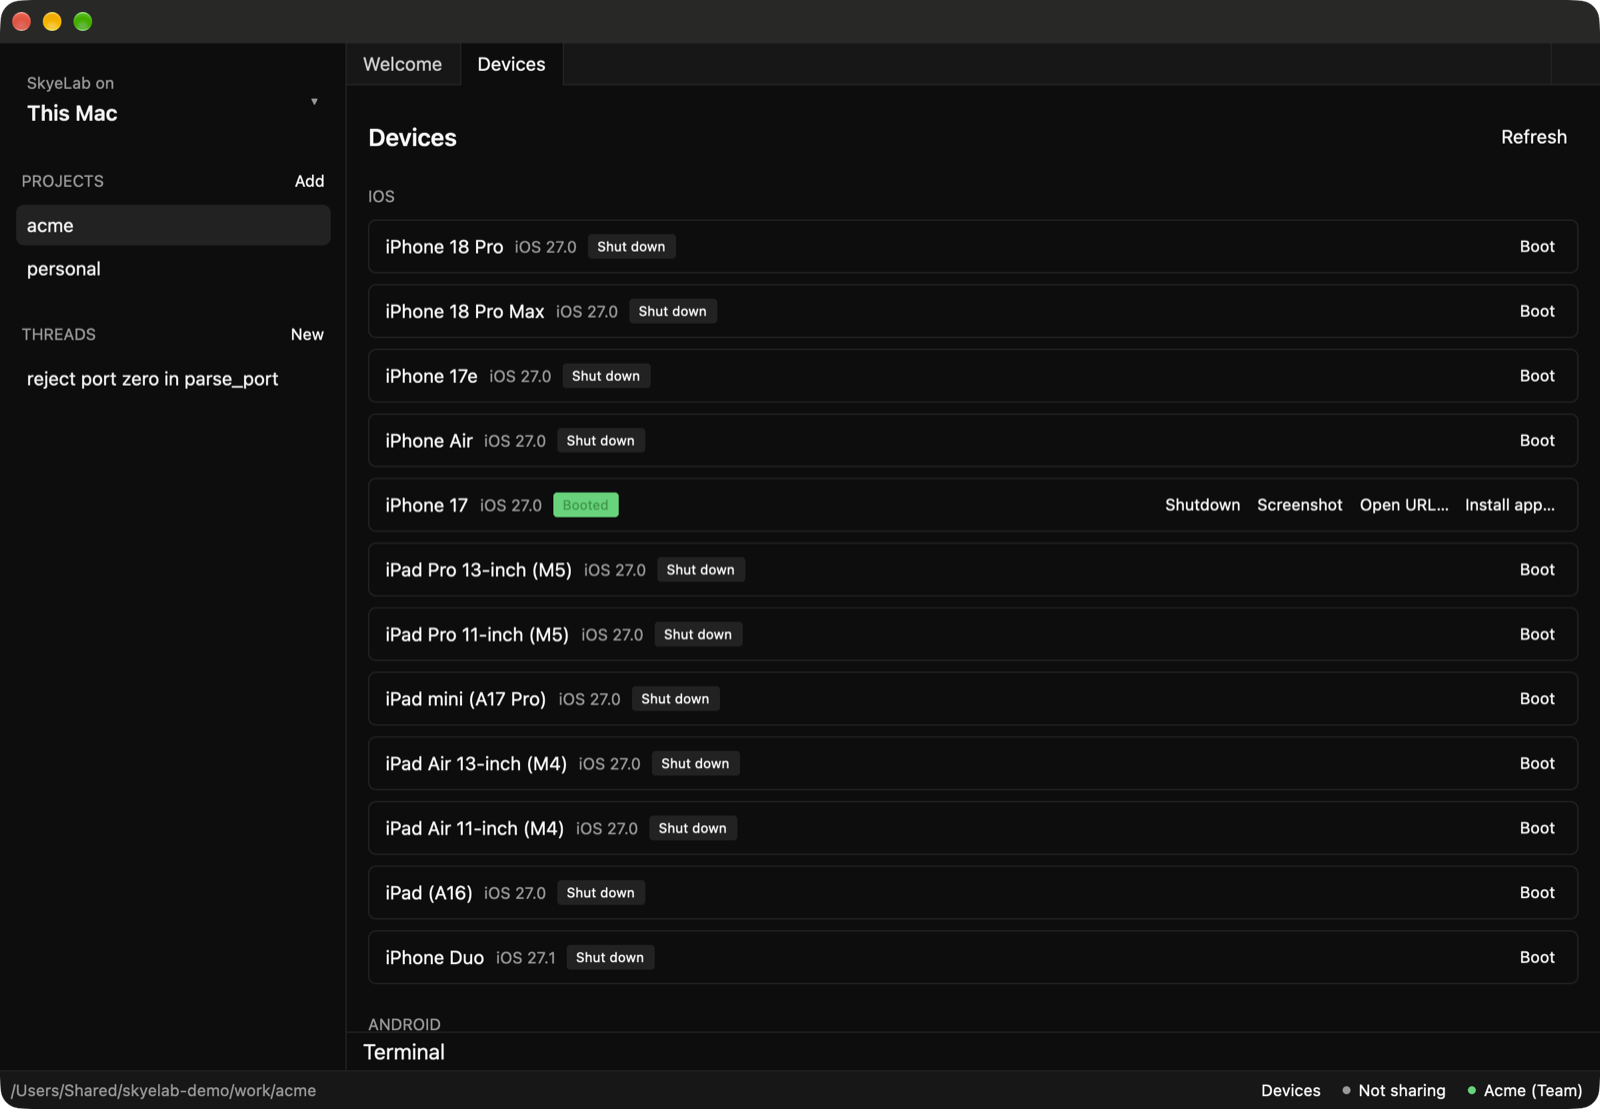 SkyeLab on
This Mac
PROJECTS Add
acme
personal
THREADS New
reject port zero in parse_port
Welcome Devices
Devices Refresh
IOS
iPhone 18 Pro iOS 27.0 Shut down Boot
iPhone 18 Pro Max iOS 27.0 Shut down Boot
iPhone 17e iOS 27.0 Shut down Boot
iPhone Air iOS 27.0 Shut down Boot
iPhone 17 iOS 27.0 Booted Shutdown Screenshot Open URL... Install app...
iPad Pro 13-inch (M5) iOS 27.0 Shut down Boot
iPad Pro 11-inch (M5) iOS 27.0 Shut down Boot
iPad mini (A17 Pro) iOS 27.0 Shut down Boot
iPad Air 13-inch (M4) iOS 27.0 Shut down Boot
iPad Air 11-inch (M4) iOS 27.0 Shut down Boot
iPad (A16) iOS 27.0 Shut down Boot
iPhone Duo iOS 27.1 Shut down Boot
ANDROID
Terminal
/Users/Shared/skyelab-demo/work/acme Devices Not sharing Acme (Team)